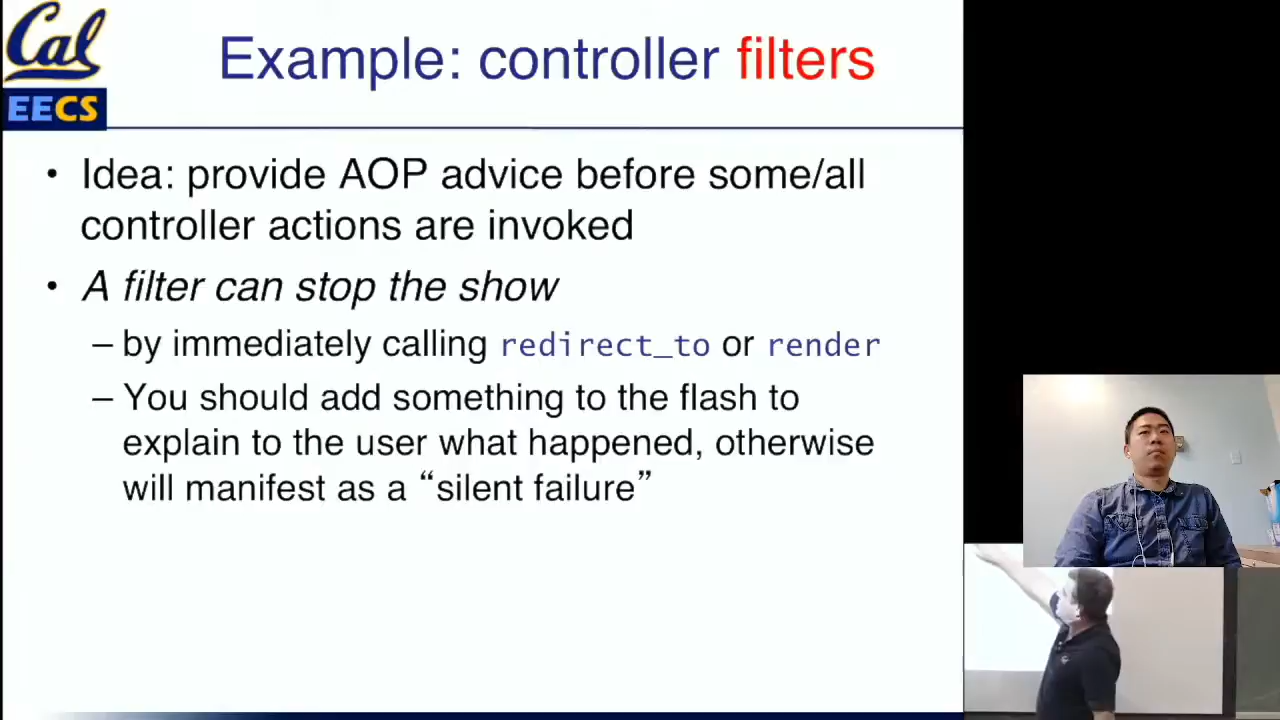 Cal
EECS
Example: controller filters
• Idea: provide AOP advice before some/all
controller actions are invoked
• A filter can stop the show
– by immediately calling redirect_to or render
– You should add something to the flash to
explain to the user what happened, otherwise
will manifest as a “silent failure”